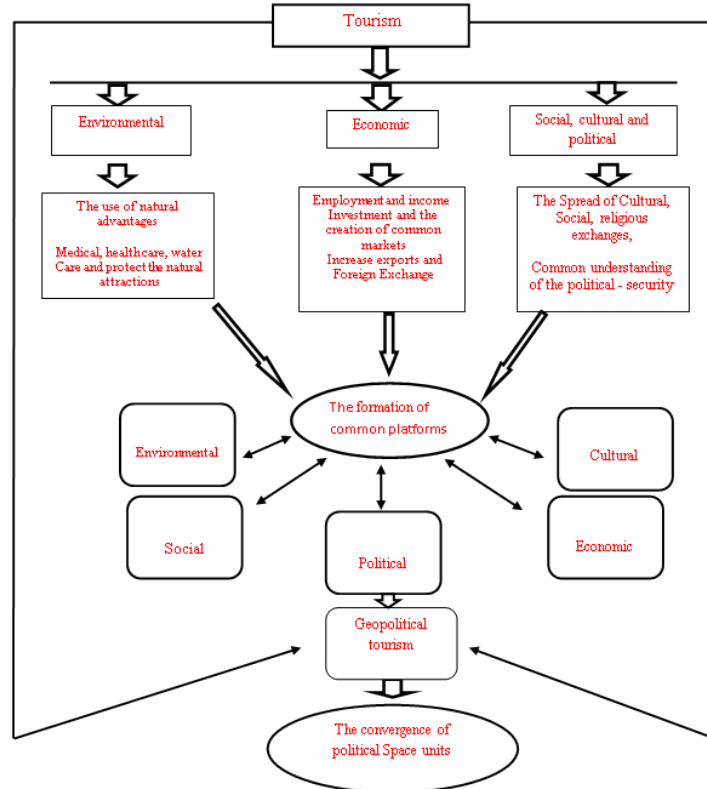 Tourism
Environmental
Economic
Social, cultural and
political
The use of natural
advantages
Medical, healthcare, water
Care and protect the natural
attractions
Employment and income
Investment and the
creation of common
markets
Increase exports and
Foreign Exchange
The Spread of Cultural,
Social, religious
exchanges,
Common understanding
of the political - security
The formation of
common platforms
Environmental
Cultural
Social
Political
Economic
Geopolitical
tourism
The convergence of
political Space units